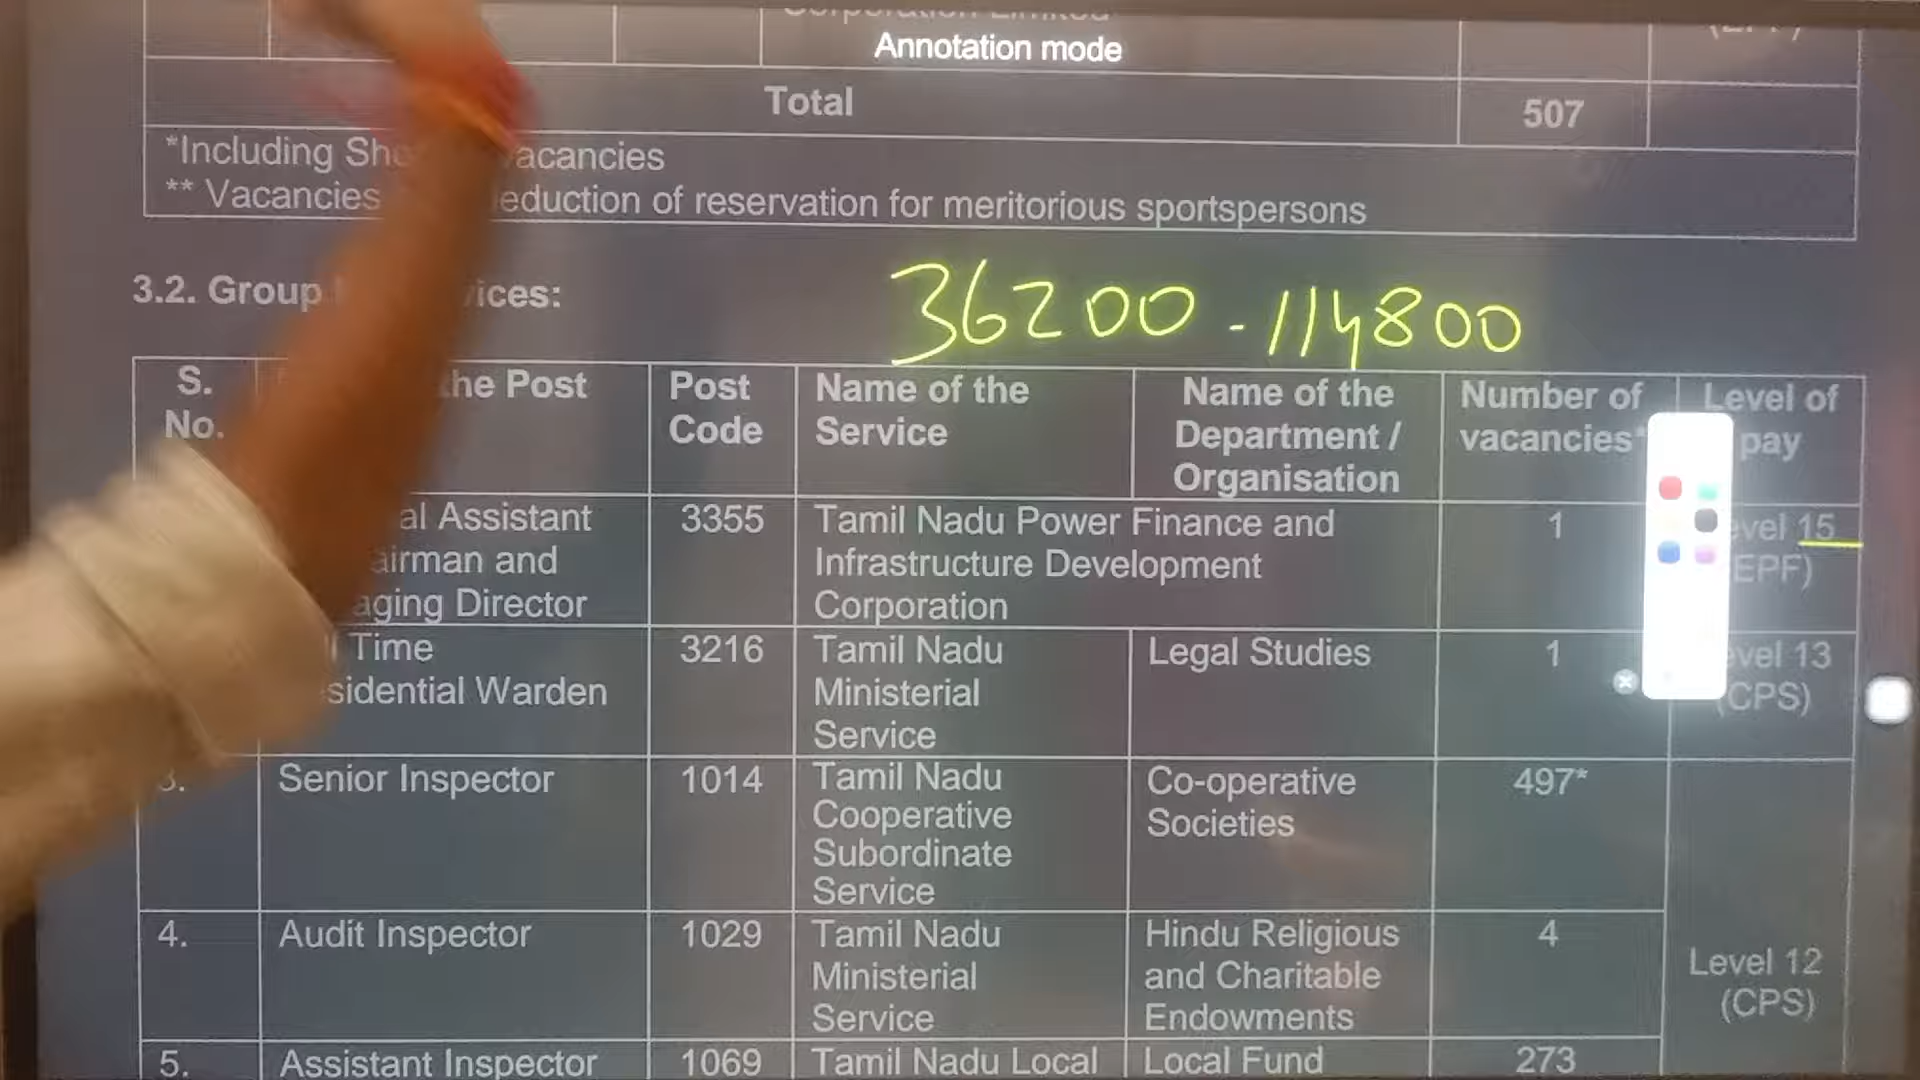 Annotation mode
Total 507
*Including vacancies
** Vacancies eduction of reservation for meritorious sportspersons
3.2. Group ices:
36200 - 114800
S. No. the Post Post Code Name of the Service Name of the Department / Organisation Number of vacancies* Level of pay
al Assistant airman and aging Director 3355 Tamil Nadu Power Finance and Infrastructure Development Corporation 1 evel 15 (EPF)
Time sidential Warden 3216 Tamil Nadu Ministerial Service Legal Studies 1 evel 13 (CPS)
3. Senior Inspector 1014 Tamil Nadu Cooperative Subordinate Service Co-operative Societies 497*
4. Audit Inspector 1029 Tamil Nadu Ministerial Service Hindu Religious and Charitable Endowments 4 Level 12 (CPS)
5. Assistant Inspector 1069 Tamil Nadu Local Local Fund 273